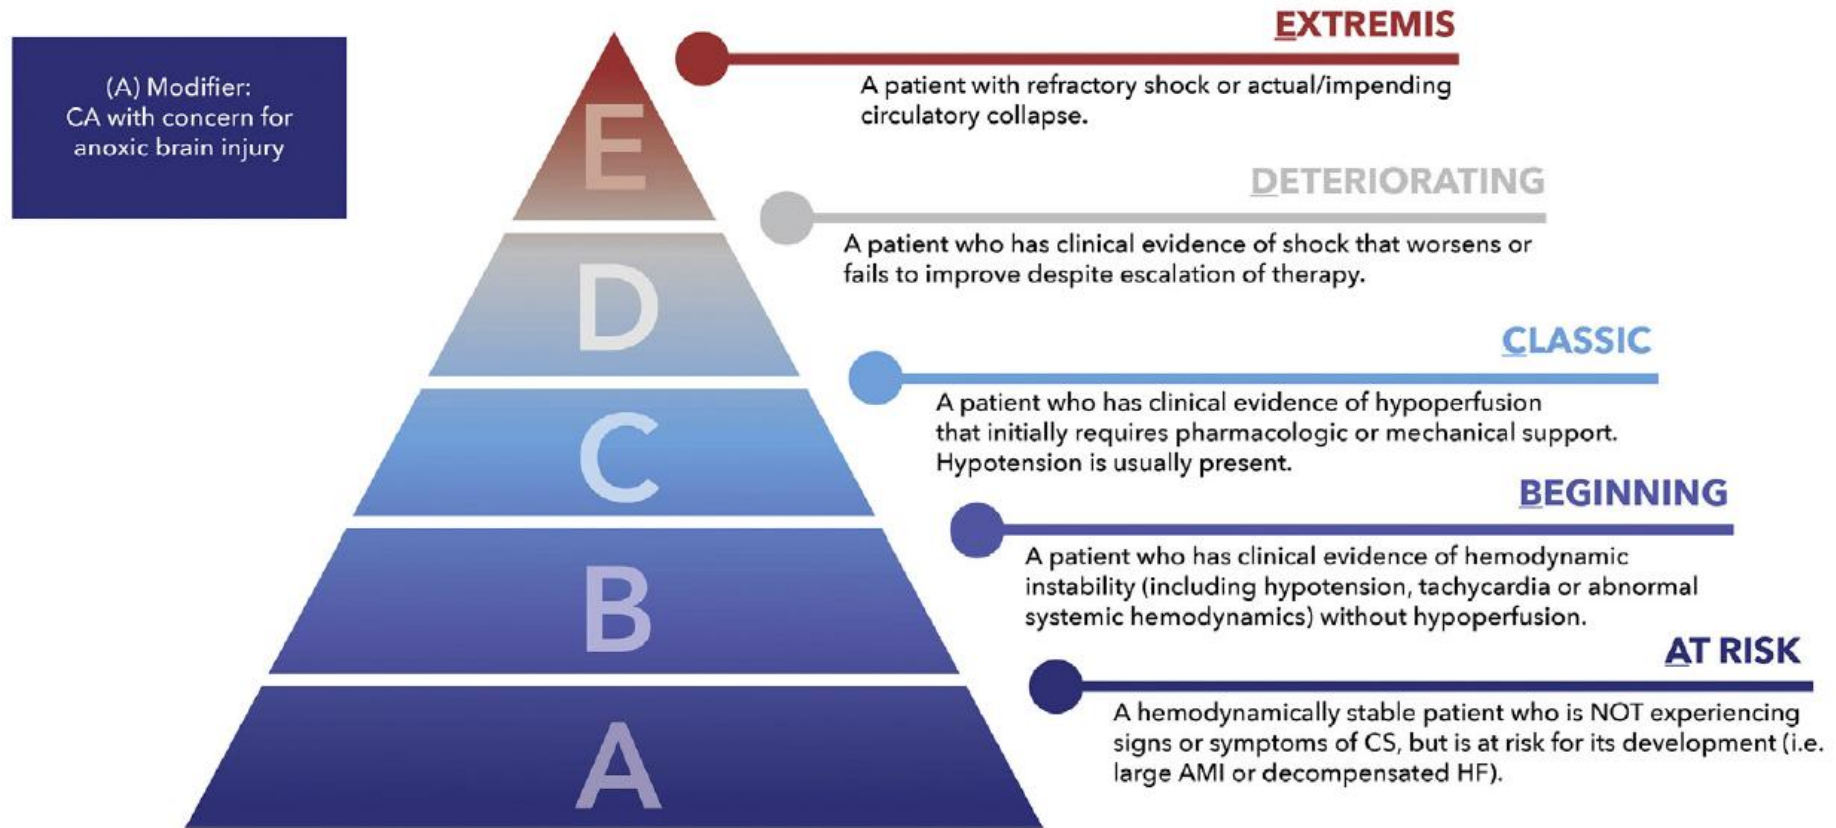 (A) Modifier:
CA with concern for
anoxic brain injury
E
D
C
B
A
EXTREMIS
A patient with refractory shock or actual/impending
circulatory collapse.
DETERIORATING
A patient who has clinical evidence of shock that worsens or
fails to improve despite escalation of therapy.
CLASSIC
A patient who has clinical evidence of hypoperfusion
that initially requires pharmacologic or mechanical support.
Hypotension is usually present.
BEGINNING
A patient who has clinical evidence of hemodynamic
instability (including hypotension, tachycardia or abnormal
systemic hemodynamics) without hypoperfusion.
AT RISK
A hemodynamically stable patient who is NOT experiencing
signs or symptoms of CS, but is at risk for its development (i.e.
large AMI or decompensated HF).